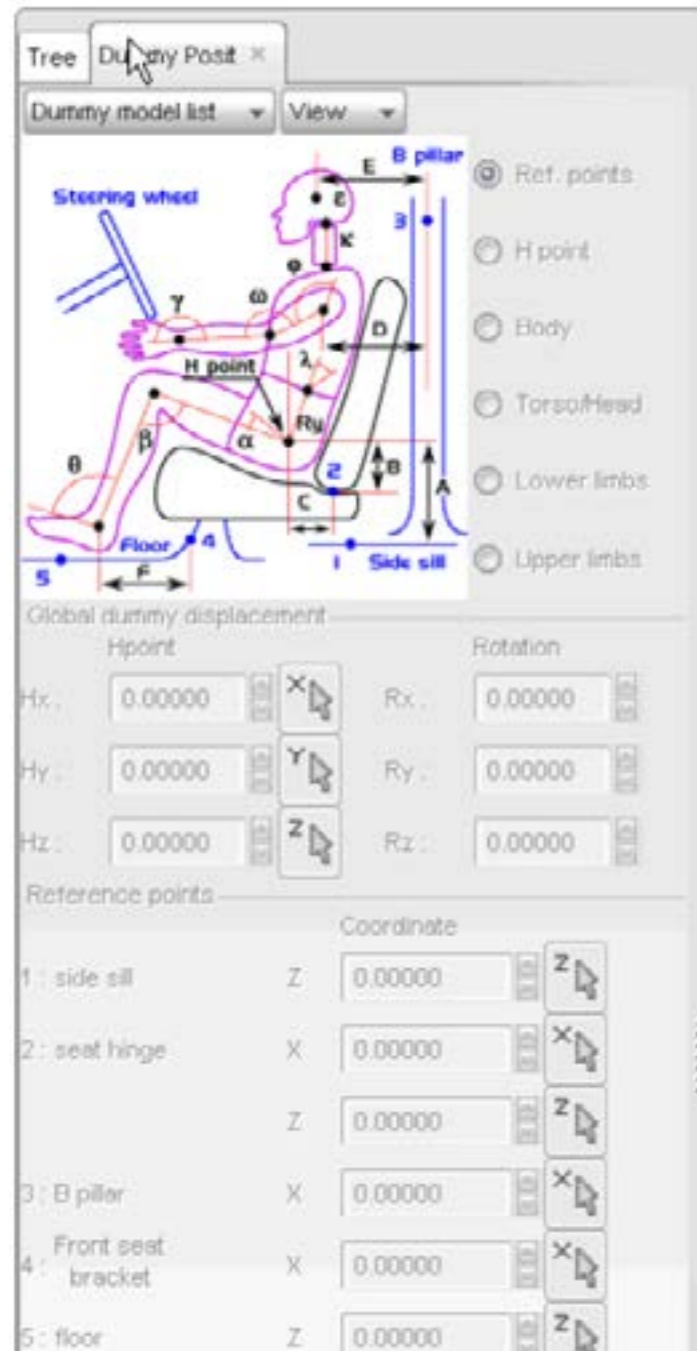 Tree Du my Posit ×
Dummy model list View
Steering wheel
E
B pillar
ε
κ
3
φ
γ
ω
D
H point
λ
Ry
β
α
2
B
A
θ
C
Floor
4
5
F
1
Side sill
Ref. points
H point
Body
Torso/Head
Lower limbs
Upper limbs
Global dummy displacement
Hpoint Rotation
Hx : 0.00000 X Rx : 0.00000
Hy : 0.00000 Y Ry : 0.00000
Hz : 0.00000 Z Rz : 0.00000
Reference points
Coordinate
1 : side sill Z 0.00000 Z
2 : seat hinge X 0.00000 X
Z 0.00000 Z
3 : B pillar X 0.00000 X
4 : Front seat
bracket X 0.00000 X
5 : floor Z 0.00000 Z